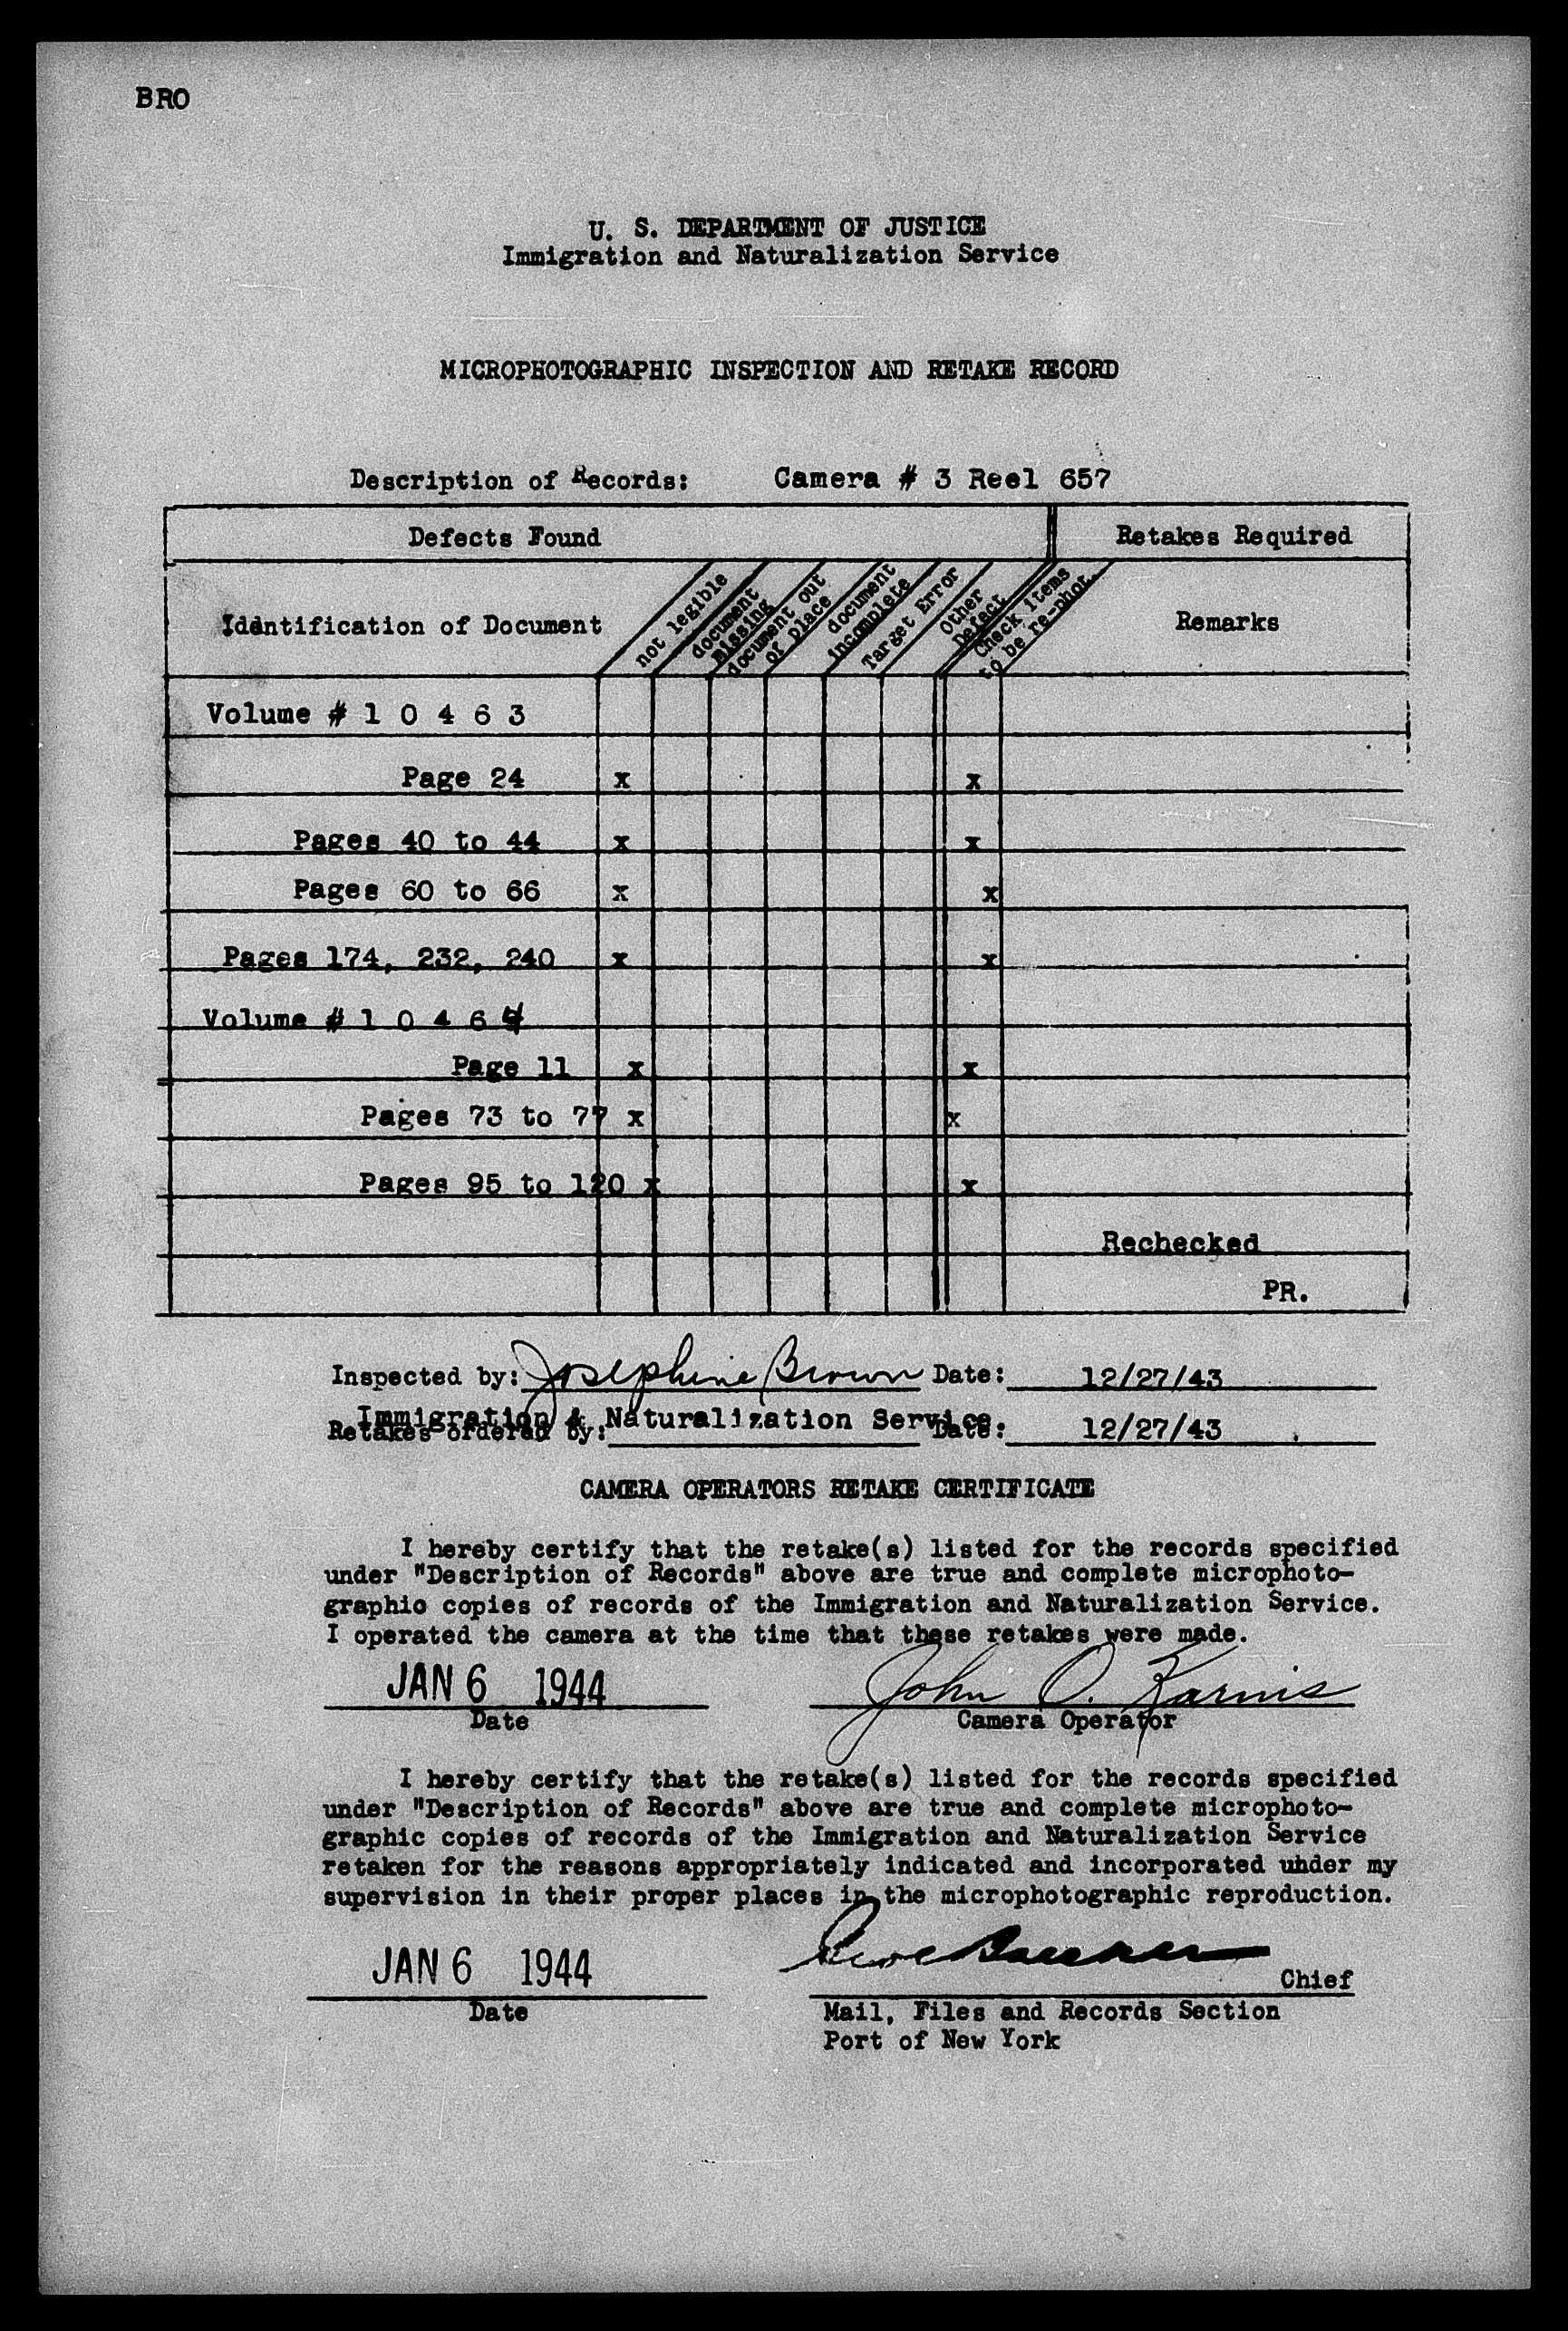 BRO
U. S. DEPARTMENT OF JUSTICE
Immigration and Naturalization Service
MICROPHOTOGRAPHIC INSPECTION AND RETAKE RECORD
Description of Records: Camera # 3 Reel 657
Defects Found Retakes Required
Identification of Document not legible document missing document out of place document incomplete Target Error Other Defect Check items to be re-phot. Remarks
Volume # 1 0 4 6 3
Page 24 x x
Pages 40 to 44 x x
Pages 60 to 66 x x
Pages 174, 232, 240 x x
Volume # 1 0 4 6 4
Page 11 x x
Pages 73 to 77 x x
Pages 95 to 120 x x
Rechecked
PR.
Inspected by: Josephine Brown Date: 12/27/43
Immigration & Naturalization Service.
Retakes ordered by: Date: 12/27/43
CAMERA OPERATORS RETAKE CERTIFICATE
I hereby certify that the retake(s) listed for the records specified
under "Description of Records" above are true and complete microphoto-
graphic copies of records of the Immigration and Naturalization Service.
I operated the camera at the time that these retakes were made.
JAN 6 1944 John O. Karnis
Date Camera Operator
I hereby certify that the retake(s) listed for the records specified
under "Description of Records" above are true and complete microphoto-
graphic copies of records of the Immigration and Naturalization Service
retaken for the reasons appropriately indicated and incorporated uhder my
supervision in their proper places in the microphotographic reproduction.
JAN 6 1944
Chief
Date Mail, Files and Records Section
Port of New York